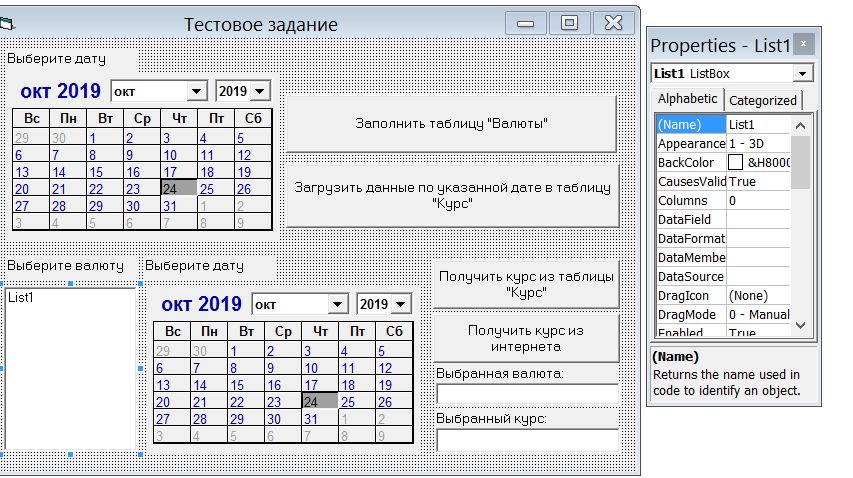 Тестовое задание
Выберите дату
окт 2019 окт 2019
Вс Пн Вт Ср Чт Пт Сб
29 30 1 2 3 4 5
6 7 8 9 10 11 12
13 14 15 16 17 18 19
20 21 22 23 24 25 26
27 28 29 30 31 1 2
3 4 5 6 7 8 9
Заполнить таблицу "Валюты"
Загрузить данные по указанной дате в таблицу
"Курс"
Выберите валюту
List1
Выберите дату
окт 2019 окт 2019
Вс Пн Вт Ср Чт Пт Сб
29 30 1 2 3 4 5
6 7 8 9 10 11 12
13 14 15 16 17 18 19
20 21 22 23 24 25 26
27 28 29 30 31 1 2
3 4 5 6 7 8 9
Получить курс из таблицы
"Курс"
Получить курс из
интернета
Выбранная валюта:
Выбранный курс:
Properties - List1
List1 ListBox
Alphabetic Categorized
(Name) List1
Appearance 1 - 3D
BackColor &H8000
CausesValid True
Columns 0
DataField
DataFormat
DataMembe
DataSource
DragIcon (None)
DragMode 0 - Manual
Enabled True
(Name)
Returns the name used in
code to identify an object.